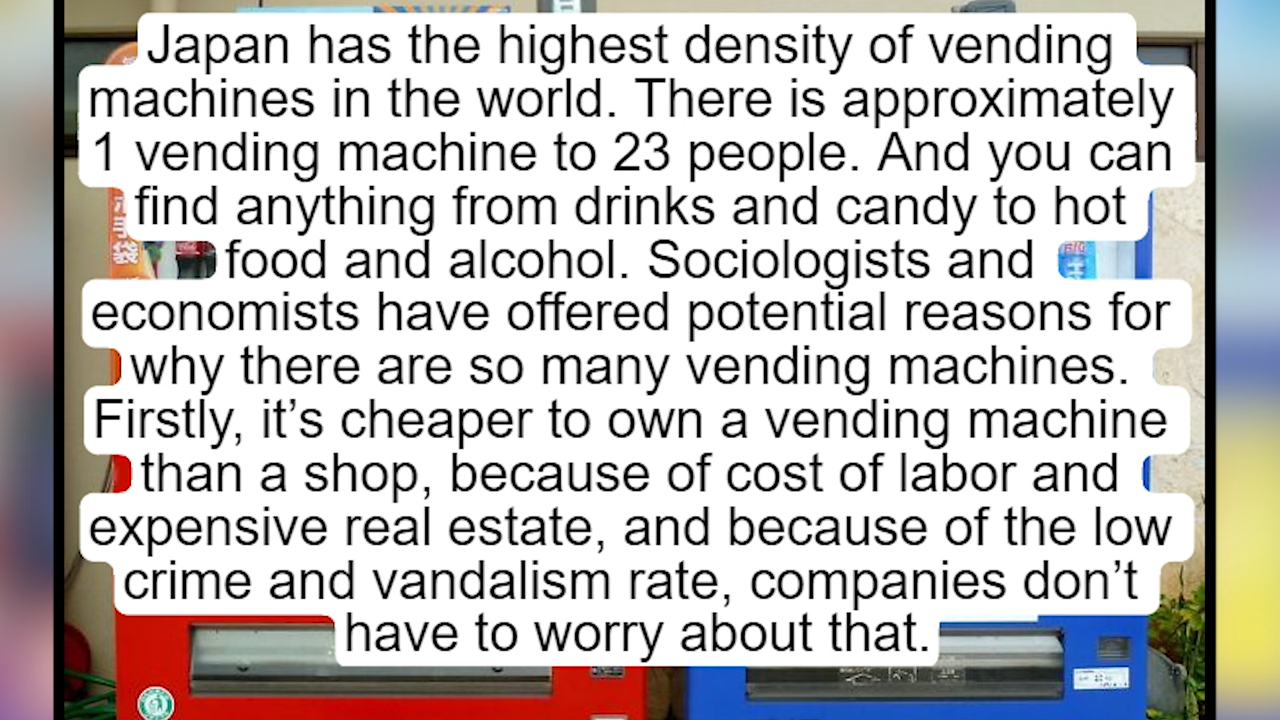 Japan has the highest density of vending
machines in the world. There is approximately
1 vending machine to 23 people. And you can
find anything from drinks and candy to hot
food and alcohol. Sociologists and
economists have offered potential reasons for
why there are so many vending machines.
Firstly, it’s cheaper to own a vending machine
than a shop, because of cost of labor and
expensive real estate, and because of the low
crime and vandalism rate, companies don’t
have to worry about that.